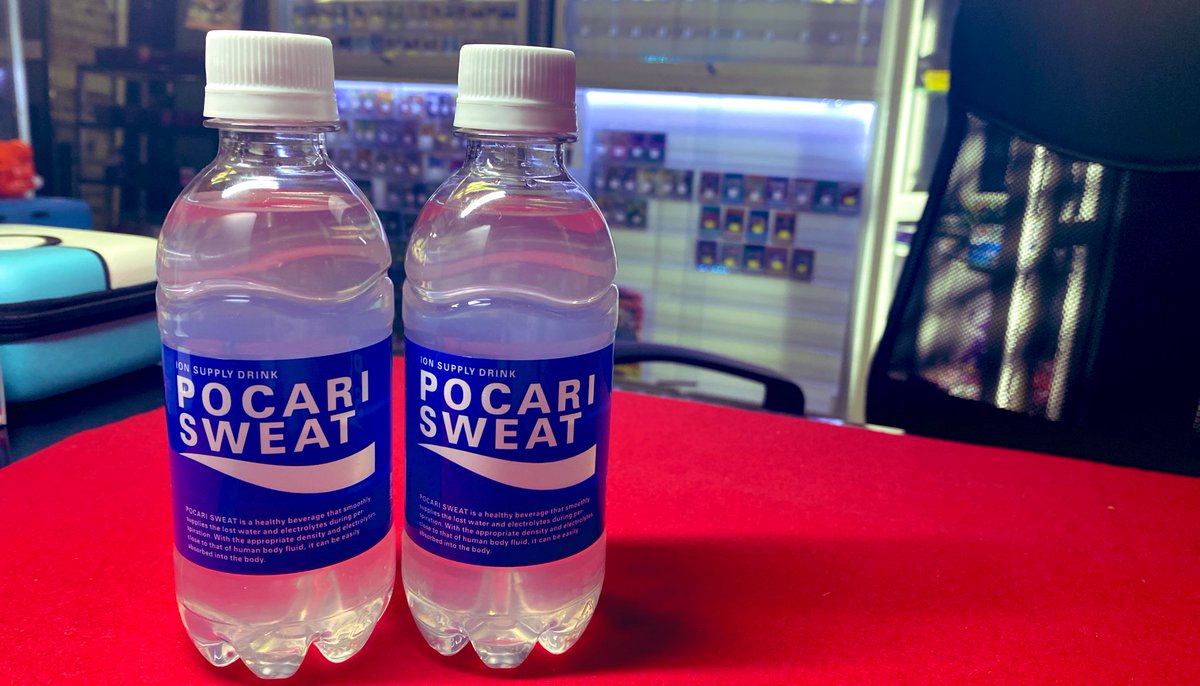 ION SUPPLY DRINK
POCARI
SWEAT
POCARI SWEAT is a healthy beverage that smoothly
supplies the lost water and electrolytes during per-
spiration. With the appropriate density and electrolytes,
close to that of human body fluid, it can be easily
absorbed into the body.
ION SUPPLY DRINK
POCARI
SWEAT
POCARI SWEAT is a healthy beverage that smoothly
supplies the lost water and electrolytes during per-
spiration. With the appropriate density and electrolytes,
close to that of human body fluid, it can be easily
absorbed into the body.